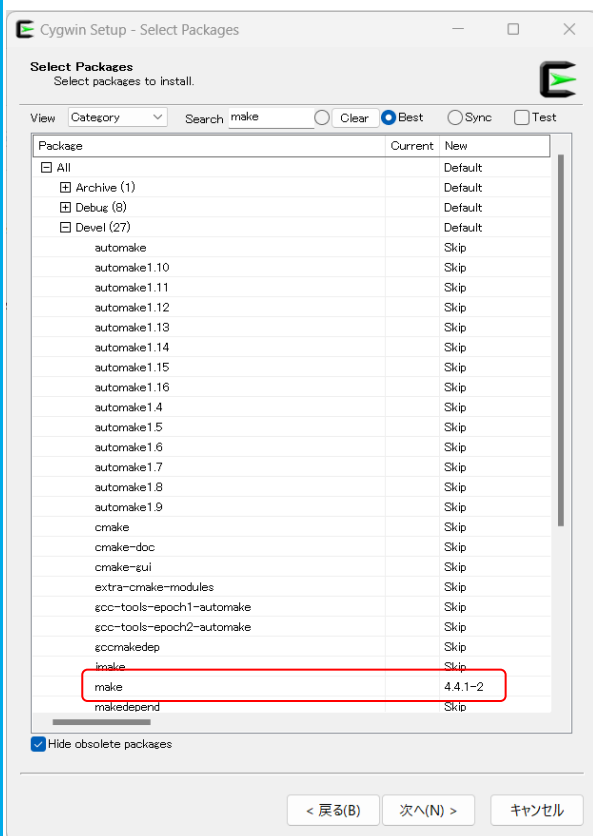 Cygwin Setup - Select Packages
Select Packages
Select packages to install.
View Category Search make Clear Best Sync Test
Package Current New
All Default
Archive (1) Default
Debug (8) Default
Devel (27) Default
automake Skip
automake1.10 Skip
automake1.11 Skip
automake1.12 Skip
automake1.13 Skip
automake1.14 Skip
automake1.15 Skip
automake1.16 Skip
automake1.4 Skip
automake1.5 Skip
automake1.6 Skip
automake1.7 Skip
automake1.8 Skip
automake1.9 Skip
cmake Skip
cmake-doc Skip
cmake-gui Skip
extra-cmake-modules Skip
gcc-tools-epoch1-automake Skip
gcc-tools-epoch2-automake Skip
gccmakedep Skip
imake Skip
make 4.4.1-2
makedepend Skip
Hide obsolete packages
< 戻る(B) 次へ(N) > キャンセル